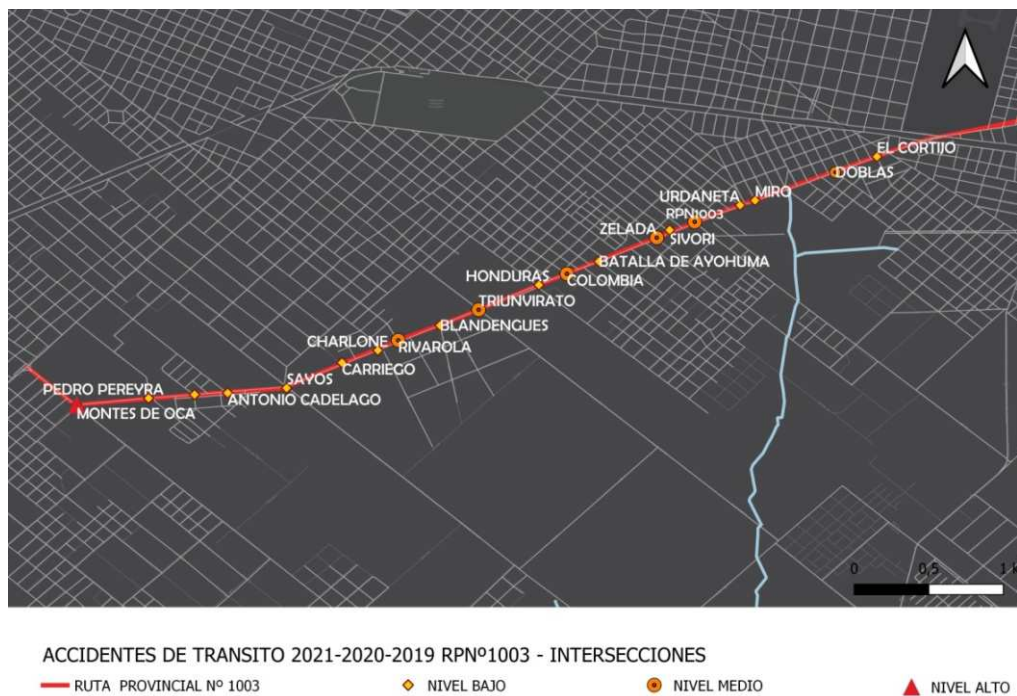 EL CORTIJO
DOBLAS
URDANETA
MIRO
RPN1003
ZELADA
SIVORI
BATALLA DE AYOHUMA
HONDURAS
COLOMBIA
TRIUNVIRATO
BLANDENGUES
CHARLONE
RIVAROLA
CARRIEGO
SAYOS
PEDRO PEREYRA
ANTONIO CADELAGO
MONTES DE OCA
0 0,5 1 k
ACCIDENTES DE TRANSITO 2021-2020-2019 RPNº1003 - INTERSECCIONES
RUTA PROVINCIAL Nº 1003 NIVEL BAJO NIVEL MEDIO NIVEL ALTO